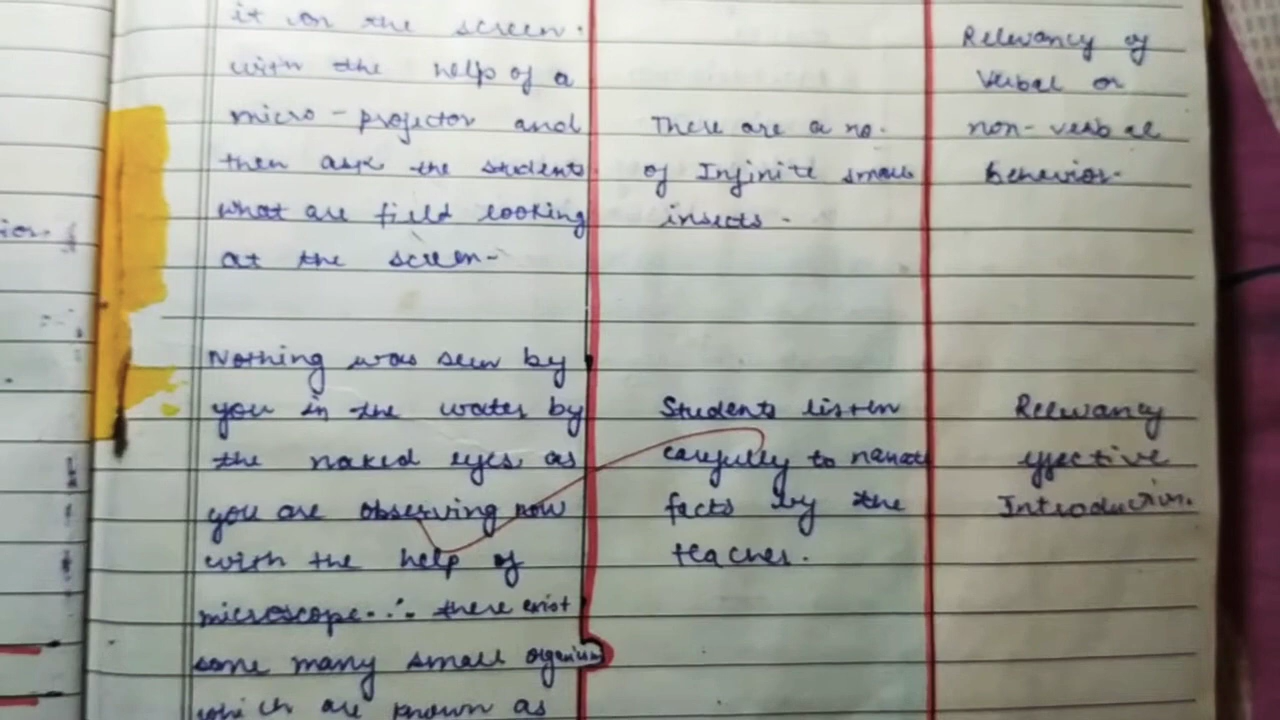 it on the screen.
with the help of a
micro-projector and
then ask the students
what are field looking
at the screen-
Nothing was seen by
you in the water by
the naked eyes as
you are observing now
with the help of
microscope. ∴ there exist
some many small organism
which are known as
There are a no.
of Infinite small
insects.
Students listen
carefully to narrate
facts by the
teacher.
Relevancy of
Verbal or
non-verbal
behavior.
Relevancy
effective
Introduction.